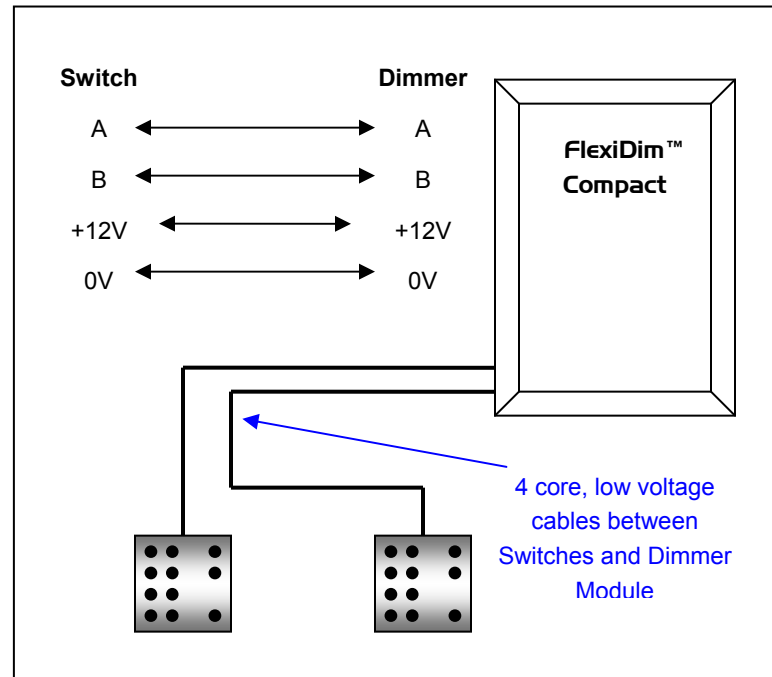 Switch Dimmer
A A
B B
+12V +12V
0V 0V
FlexiDim™
Compact
4 core, low voltage
cables between
Switches and Dimmer
Module